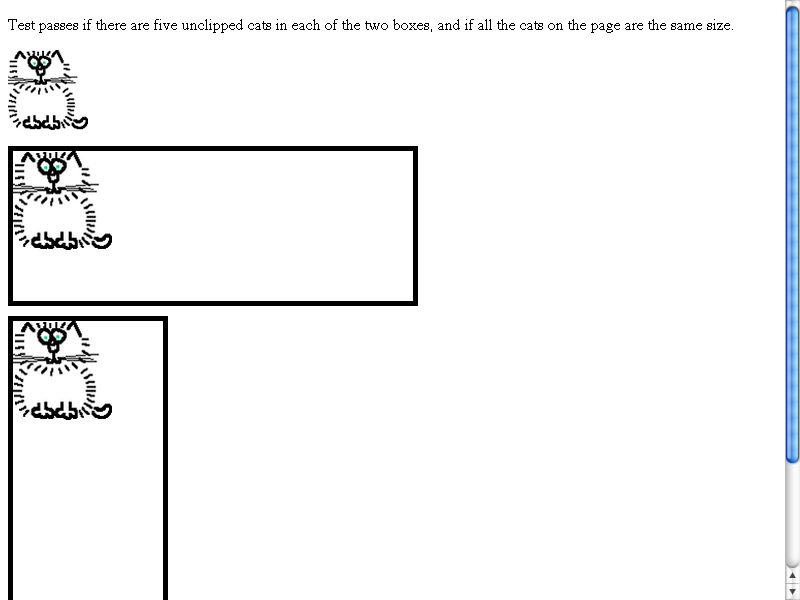 Test passes if there are five unclipped cats in each of the two boxes, and if all the cats on the page are the same size.